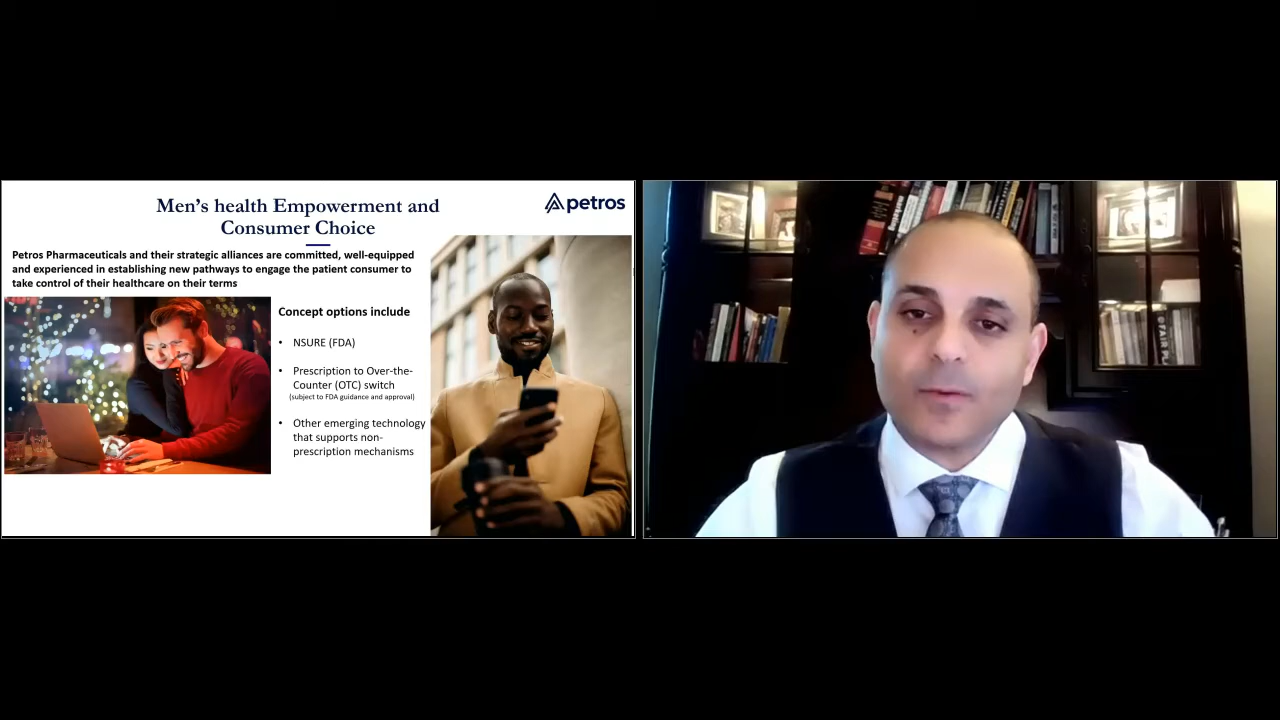 Men's health Empowerment and
Consumer Choice
petros
Petros Pharmaceuticals and their strategic alliances are committed, well-equipped
and experienced in establishing new pathways to engage the patient consumer to
take control of their healthcare on their terms
Concept options include
• NSURE (FDA)
• Prescription to Over-the-
Counter (OTC) switch
(subject to FDA guidance and approval)
• Other emerging technology
that supports non-
prescription mechanisms
FAIR PLAY